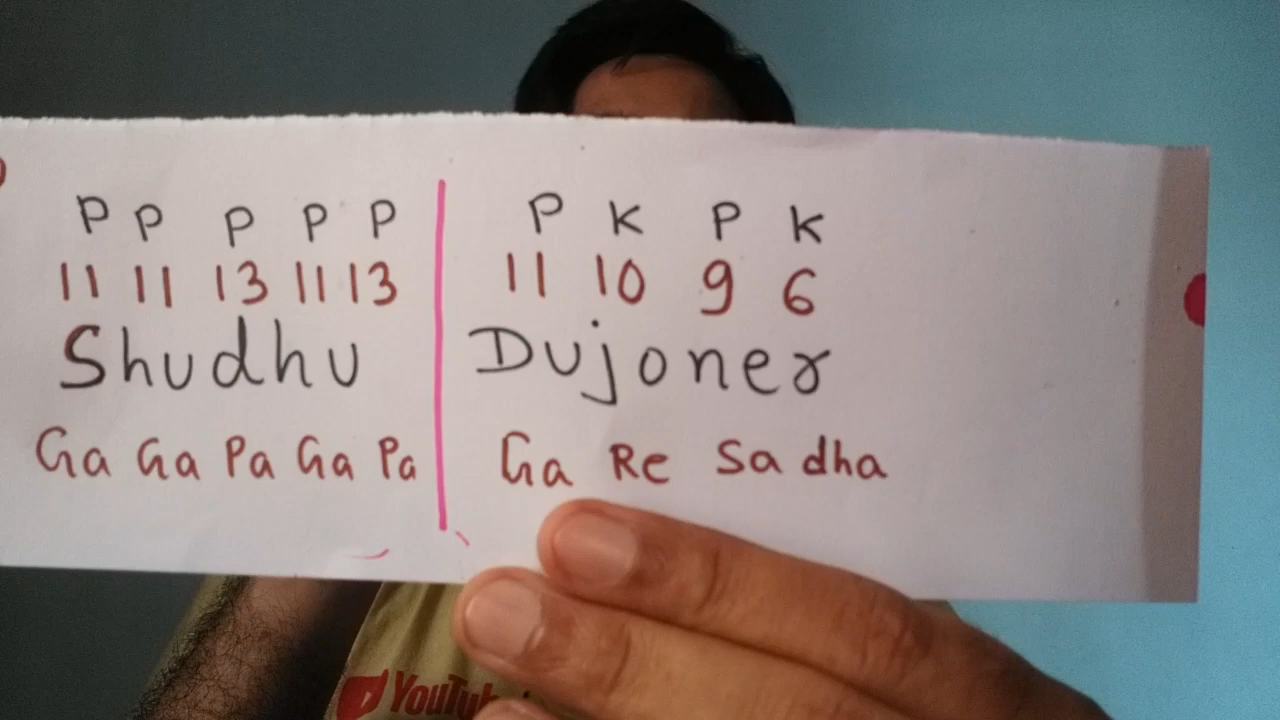 P P P P P | P K P K
11 11 13 11 13 | 11 10 9 6
Shudhu | Dujoner
Ga Ga Pa Ga Pa | Ga Re Sa dha
YouTub